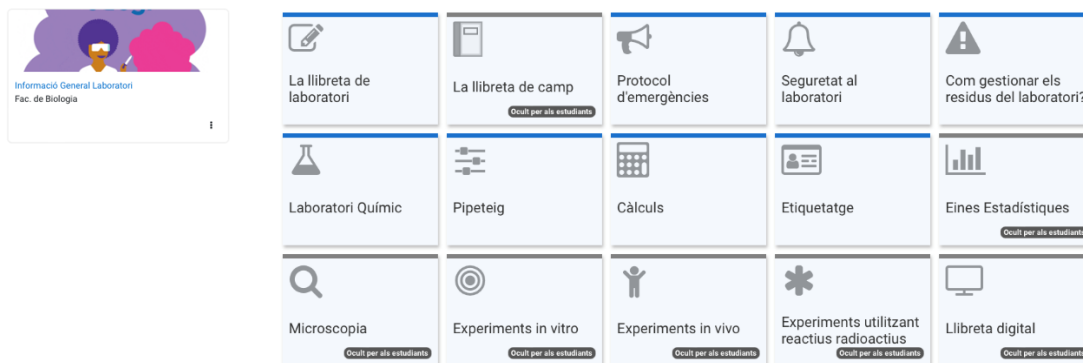 Informació General Laboratori
Fac. de Biologia
La llibreta de
laboratori
La llibreta de camp
Ocult per als estudiants
Protocol
d'emergències
Seguretat al
laboratori
Com gestionar els
residus del laboratori?
Laboratori Químic
Pipeteig
Càlculs
Etiquetatge
Eines Estadístiques
Ocult per als estudiants
Microscopia
Ocult per als estudiants
Experiments in vitro
Ocult per als estudiants
Experiments in vivo
Ocult per als estudiants
Experiments utilitzant
reactius radioactius
Ocult per als estudiants
Llibreta digital
Ocult per als estudiants